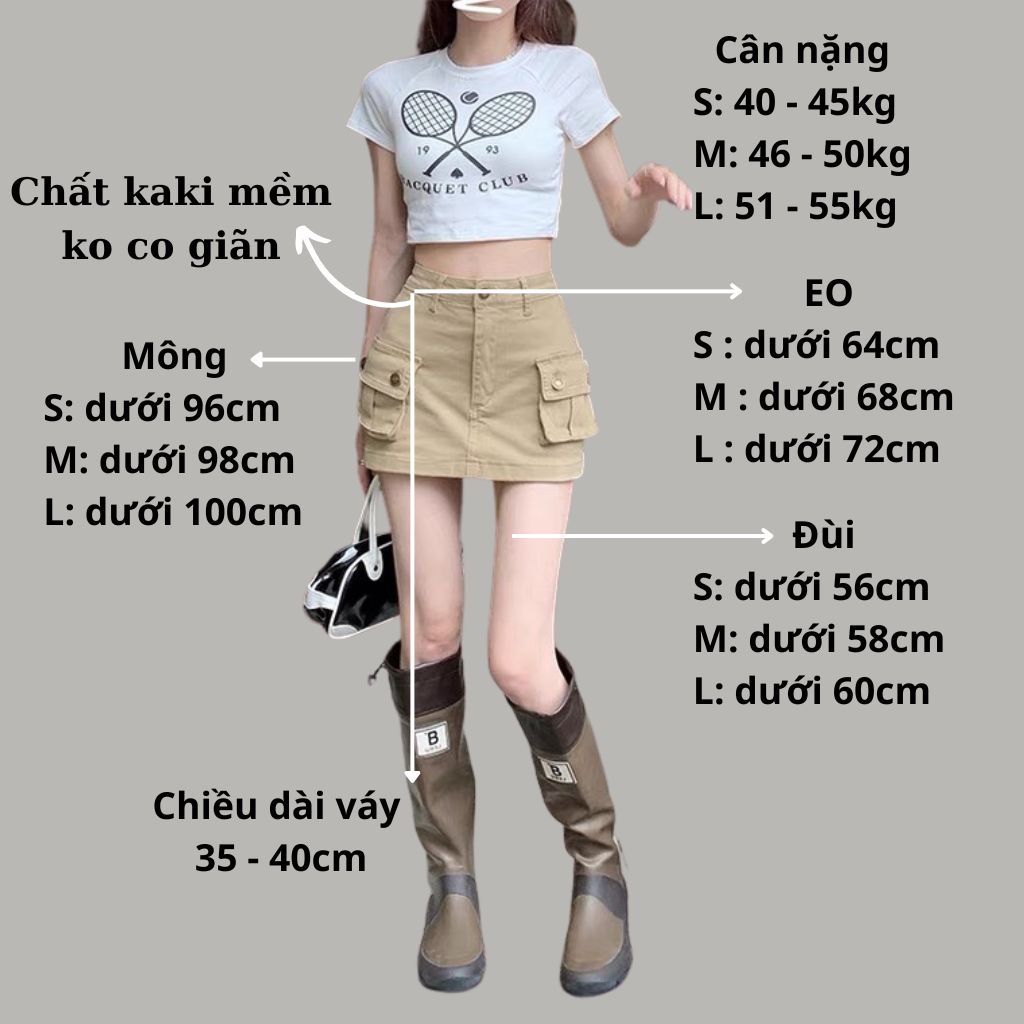 Cân nặng
S: 40 - 45kg
M: 46 - 50kg
L: 51 - 55kg
19 93
RACQUET CLUB
Chất kaki mềm
ko co giãn
EO
S : dưới 64cm
M : dưới 68cm
L : dưới 72cm
Mông
S: dưới 96cm
M: dưới 98cm
L: dưới 100cm
Đùi
S: dưới 56cm
M: dưới 58cm
L: dưới 60cm
B
B
Chiều dài váy
35 - 40cm